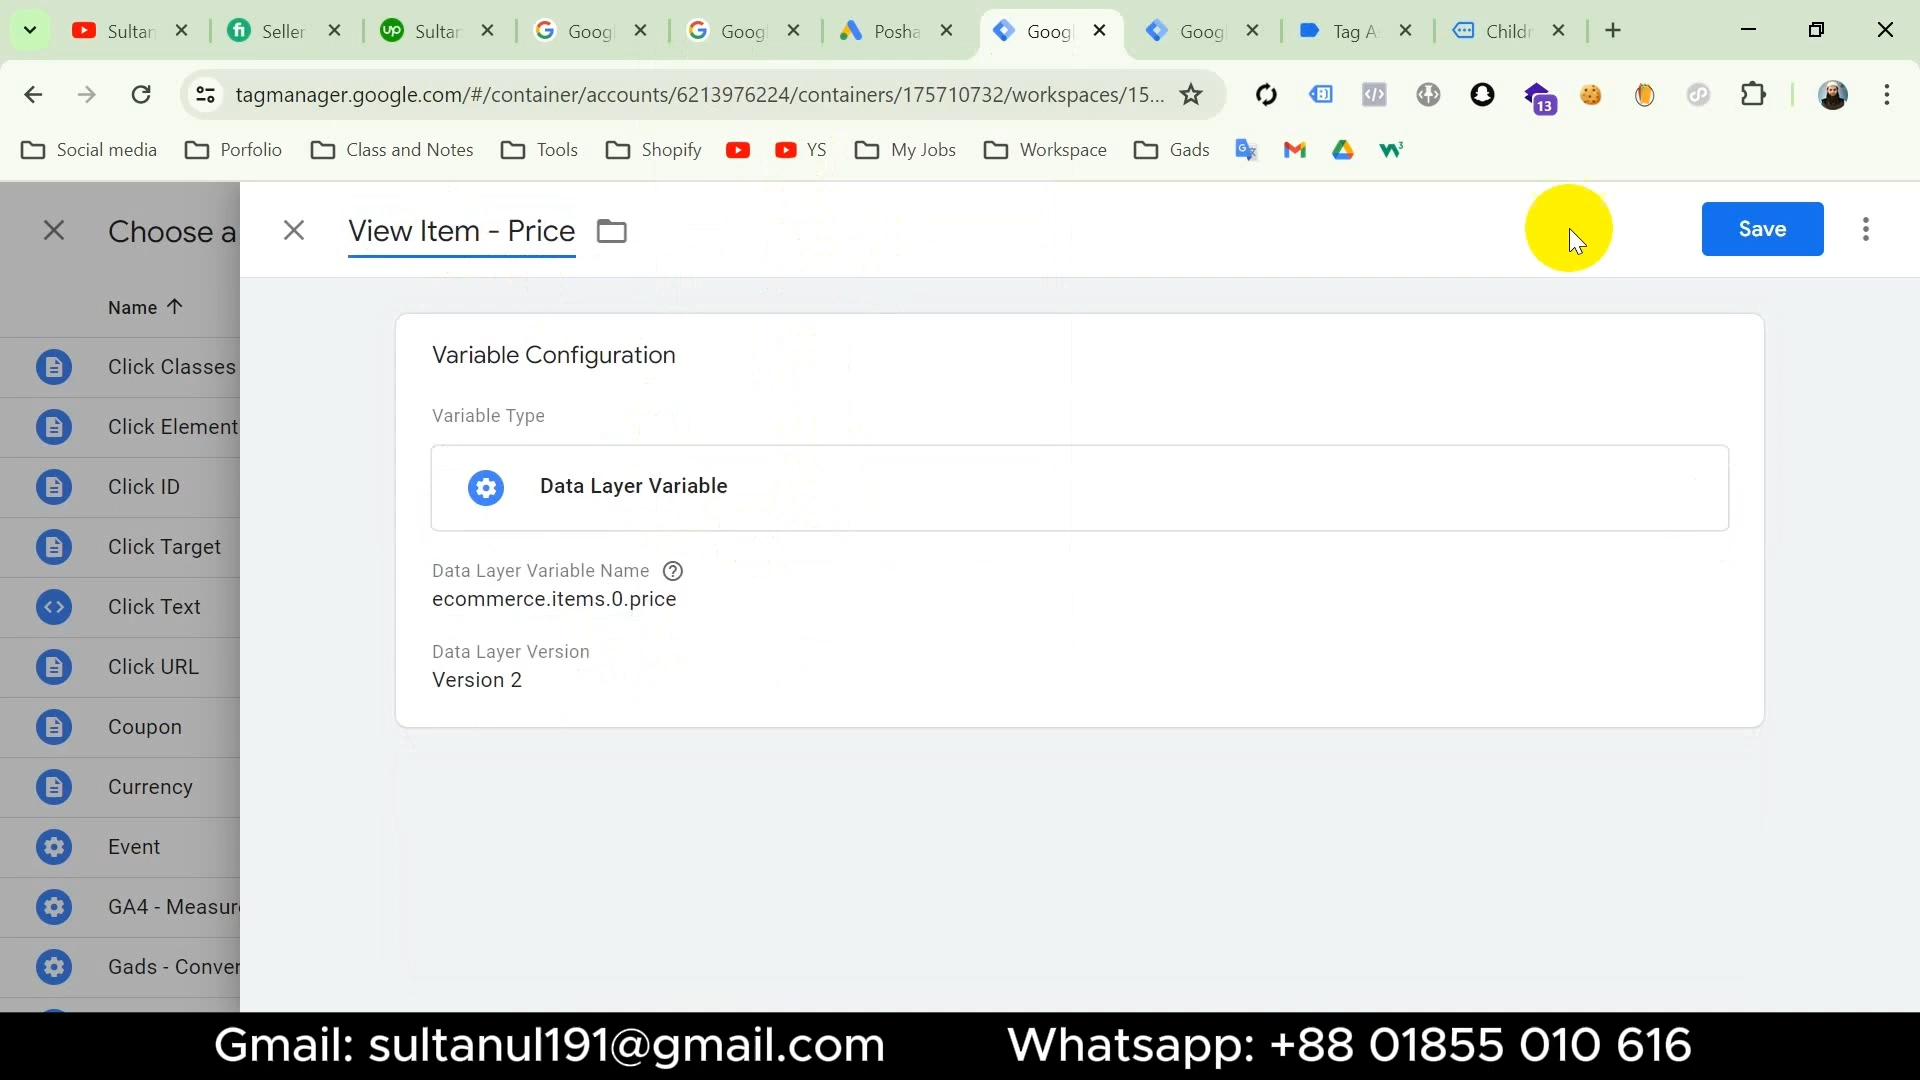 Sultan
Seller
Sultan
Goog
Goog
Posha
Goog
Goog
Tag A
Childr
tagmanager.google.com/#/container/accounts/6213976224/containers/175710732/workspaces/15...
13
Social media
Porfolio
Class and Notes
Tools
Shopify
YS
My Jobs
Workspace
Gads
Choose a
View Item - Price
Save
Name
Click Classes
Click Element
Click ID
Click Target
Click Text
Click URL
Coupon
Currency
Event
GA4 - Measur
Gads - Conver
Variable Configuration
Variable Type
Data Layer Variable
Data Layer Variable Name
ecommerce.items.0.price
Data Layer Version
Version 2
Gmail: sultanul191@gmail.com Whatsapp: +88 01855 010 616